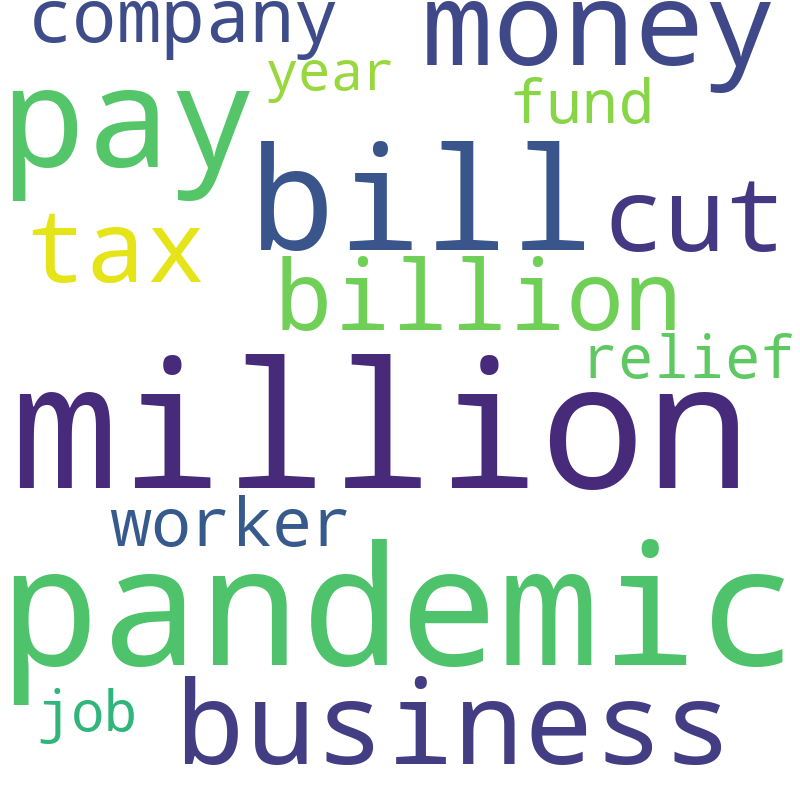 company money
year
pay fund
bill cut
tax
billion
relief
million
worker
pandemic
job business